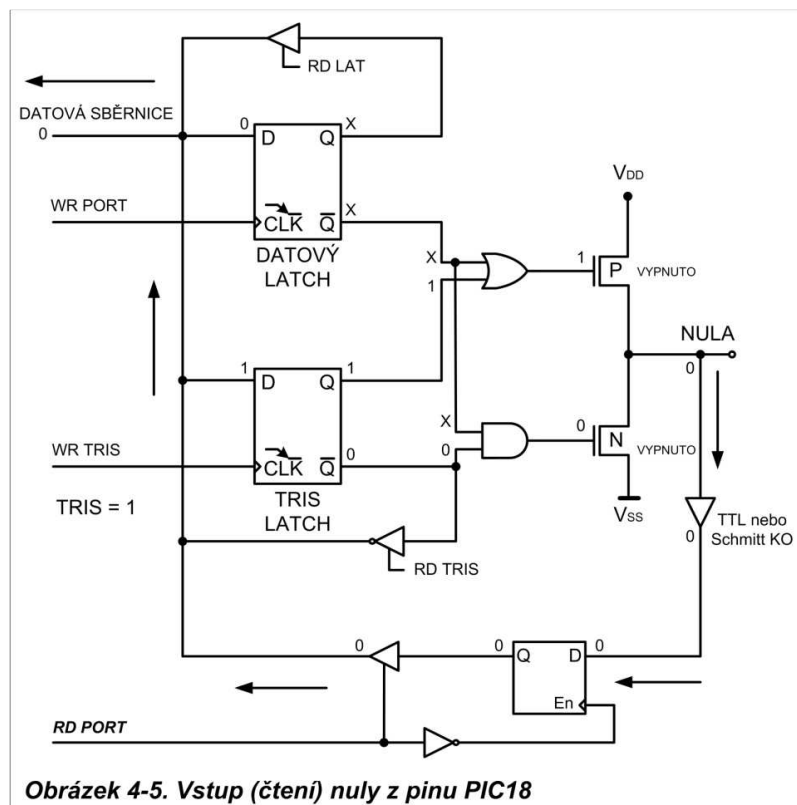 RD LAT
DATOVÁ SBĚRNICE
0
0
D
Q
X
WR PORT
CLK
Q
X
DATOVÝ
LATCH
VDD
X
1
1
P
VYPNUTO
NULA
0
1
D
Q
1
WR TRIS
CLK
Q
0
TRIS
LATCH
TRIS = 1
X
0
0
N
VYPNUTO
VSS
RD TRIS
TTL nebo
Schmitt KO
0
0
0
Q
D
0
En
RD PORT
Obrázek 4-5. Vstup (čtení) nuly z pinu PIC18